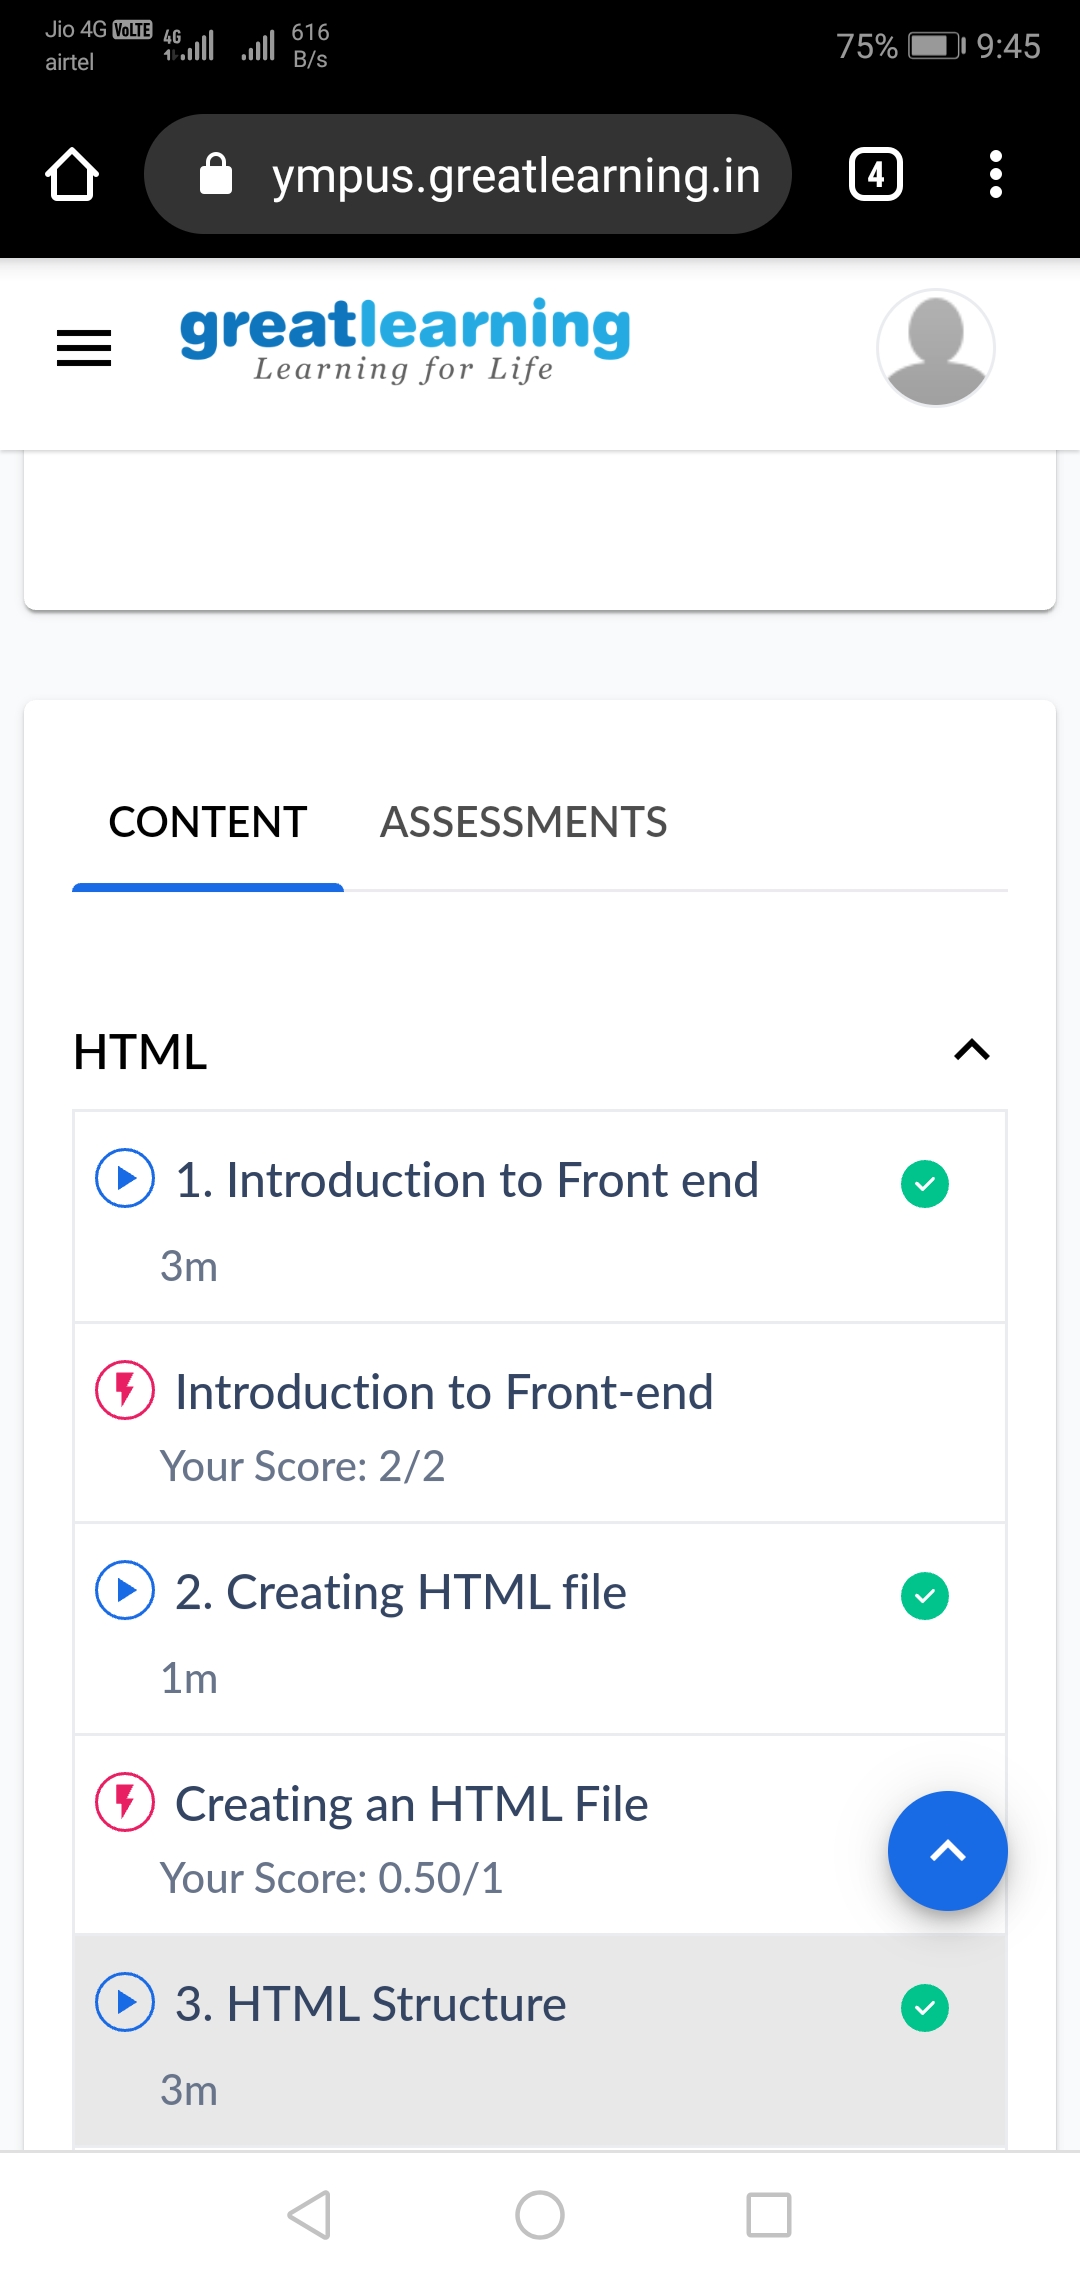 Jio 4G VoLTE 4G 616 75% 9:45
airtel B/s
ympus.greatlearning.in 4
greatlearning
Learning for Life
CONTENT ASSESSMENTS
HTML
1. Introduction to Front end
3m
Introduction to Front-end
Your Score: 2/2
2. Creating HTML file
1m
Creating an HTML File
Your Score: 0.50/1
3. HTML Structure
3m